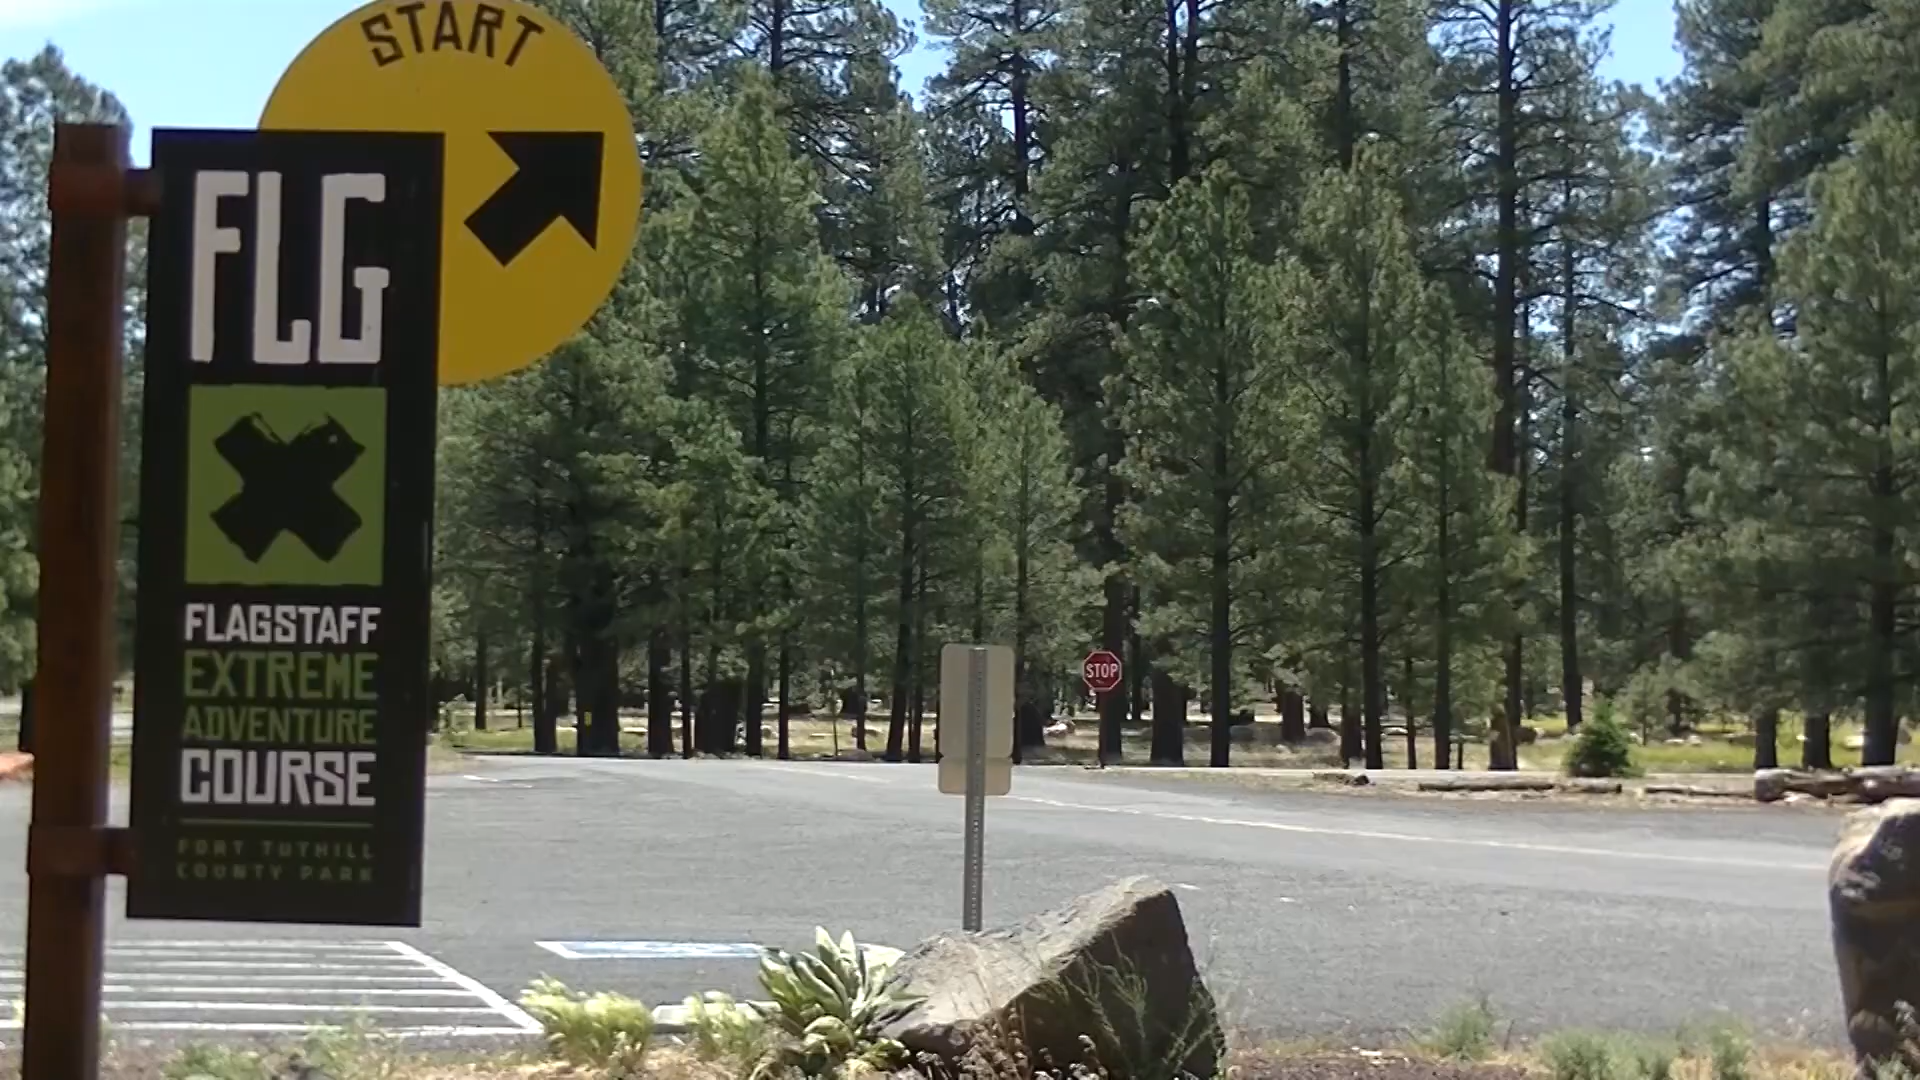 START
FLG
FLAGSTAFF
EXTREME
ADVENTURE
COURSE
FORT TUTHILL
COUNTY PARK
STOP